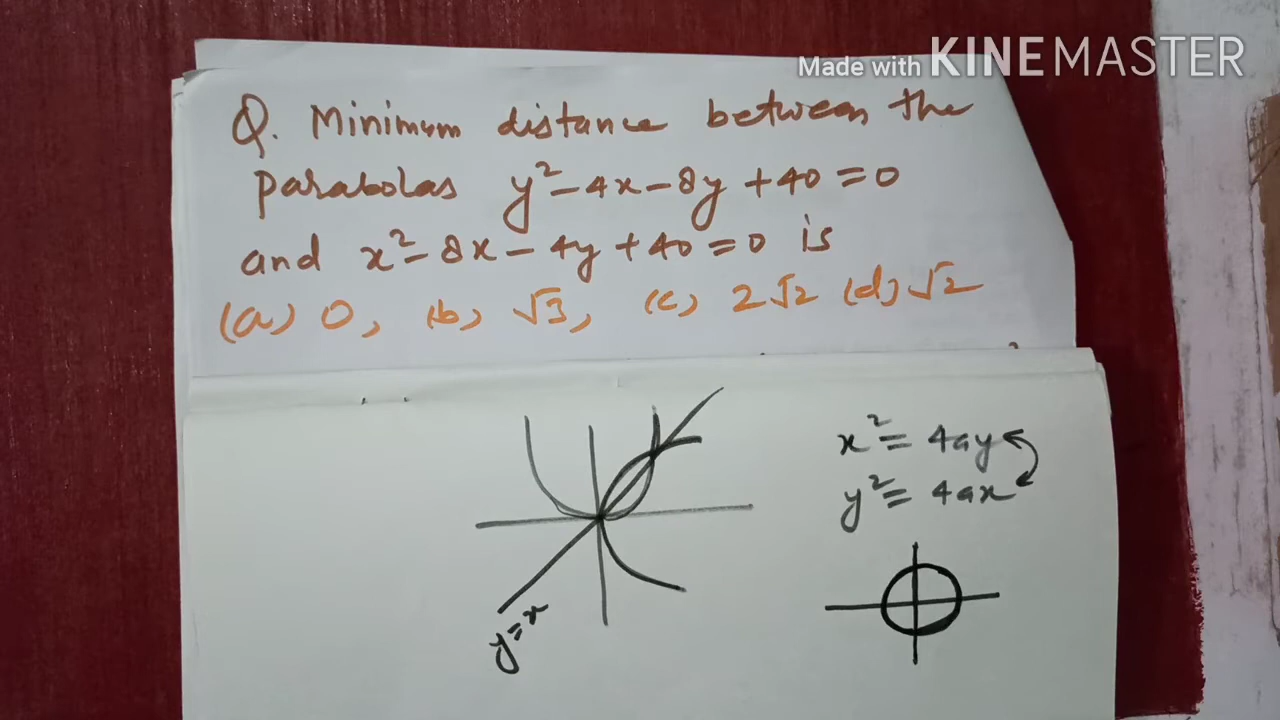 Made with KINEMASTER
Q. Minimum distance between the
parabolas y²-4x-8y+40=0
and x²-8x-4y+40=0 is
(a) 0, (b) √3, (c) 2√2 (d) √2
x²=4ay
y²=4ax
y=x